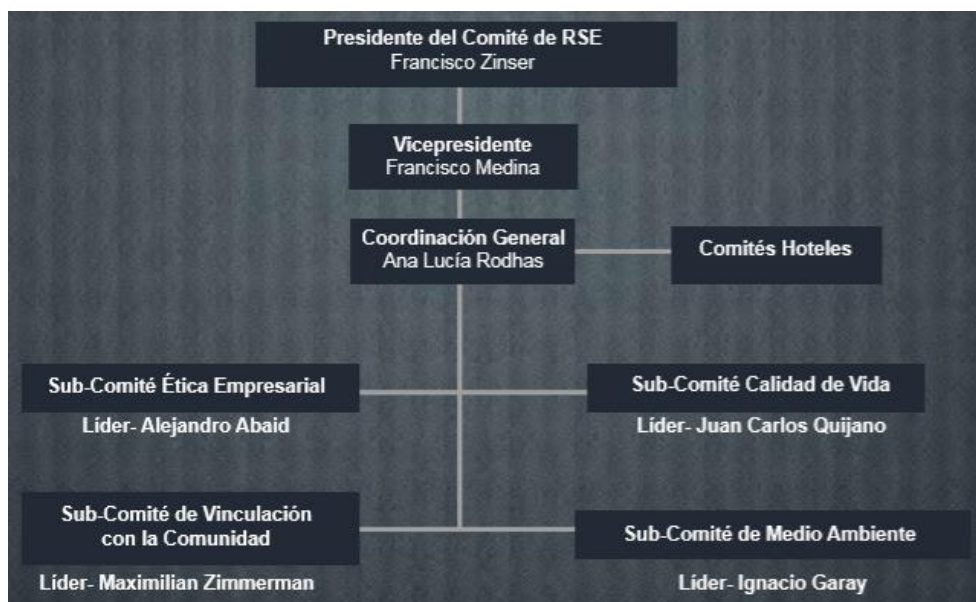 Presidente del Comité de RSE
Francisco Zinser
Vicepresidente
Francisco Medina
Coordinación General
Ana Lucía Rodhas
Comités Hoteles
Sub-Comité Ética Empresarial
Líder- Alejandro Abaid
Sub-Comité Calidad de Vida
Líder- Juan Carlos Quijano
Sub-Comité de Vinculación
con la Comunidad
Líder- Maximilian Zimmerman
Sub-Comité de Medio Ambiente
Líder- Ignacio Garay